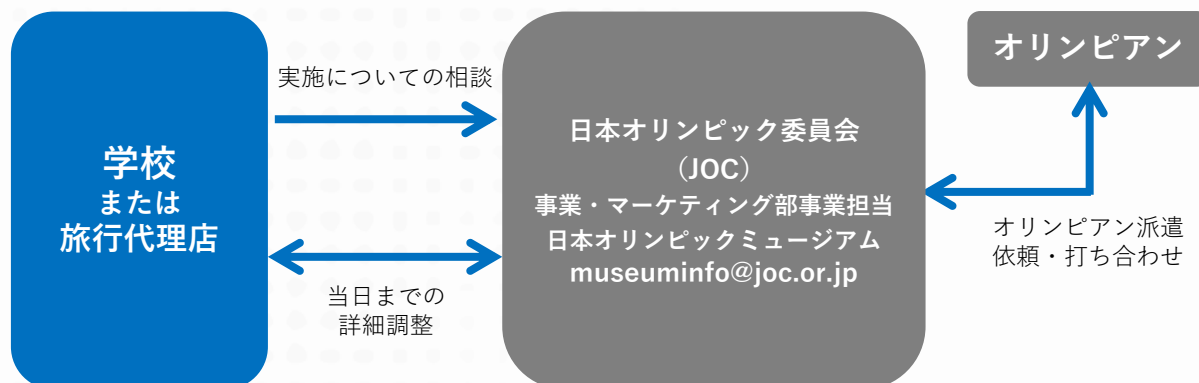 学校
または
旅行代理店
実施についての相談
当日までの
詳細調整
日本オリンピック委員会
（JOC）
事業・マーケティング部事業担当
日本オリンピックミュージアム
museuminfo@joc.or.jp
オリンピアン
オリンピアン派遣
依頼・打ち合わせ